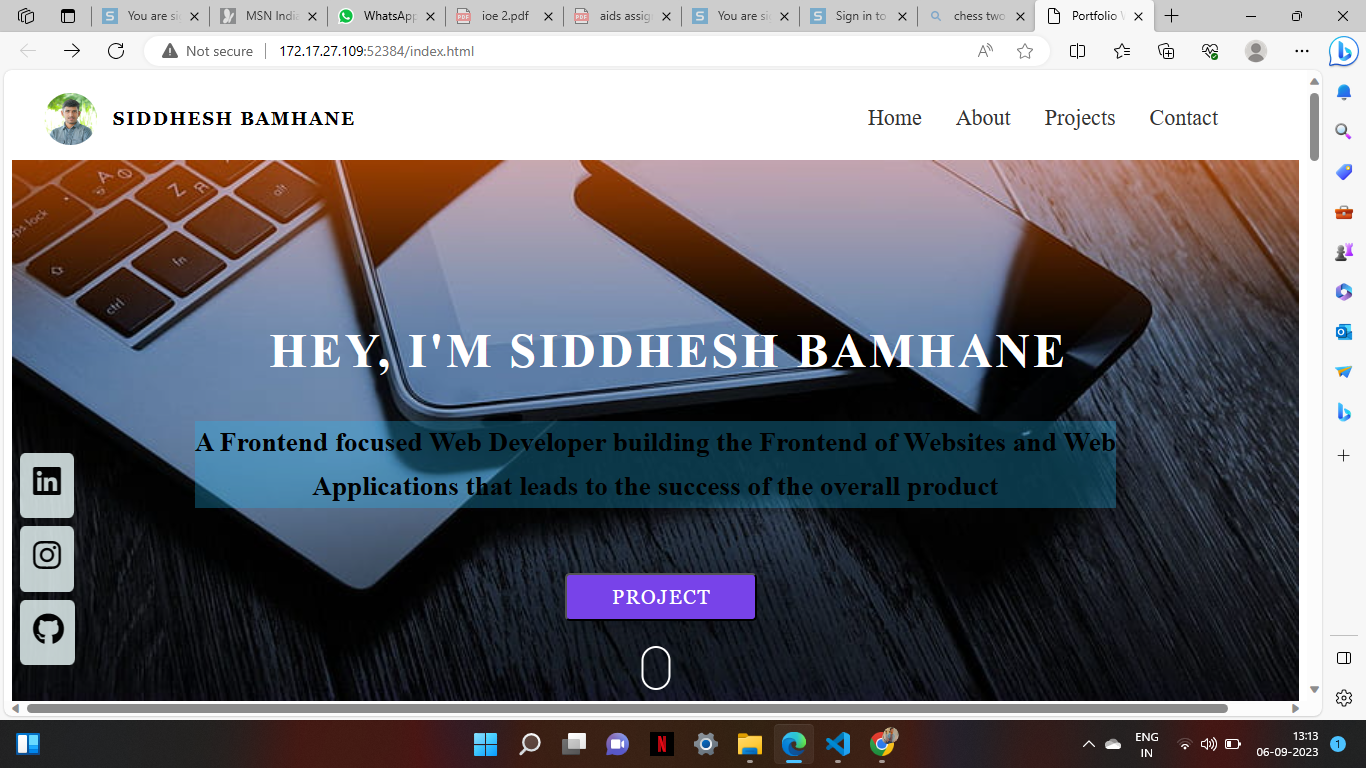 You are si
MSN India
WhatsApp
ioe 2.pdf
aids assig
You are si
Sign in to
chess two
Portfolio
Not secure
172.17.27.109:52384/index.html
SIDDHESH BAMHANE
Home
About
Projects
Contact
alt
fn
ctrl
HEY, I'M SIDDHESH BAMHANE
A Frontend focused Web Developer building the Frontend of Websites and Web
Applications that leads to the success of the overall product
PROJECT
ENG
IN
13:13
06-09-2023
1